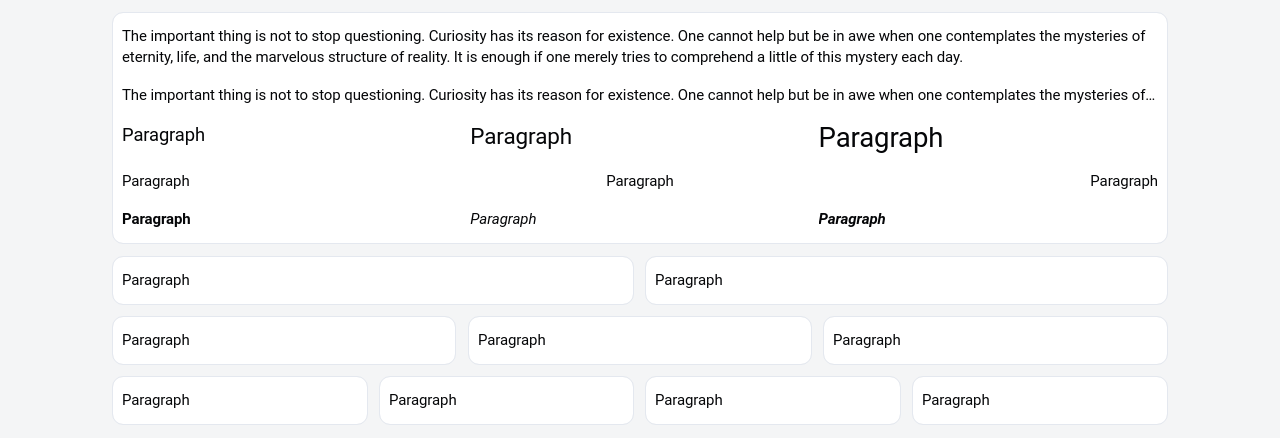 The important thing is not to stop questioning. Curiosity has its reason for existence. One cannot help but be in awe when one contemplates the mysteries of
eternity, life, and the marvelous structure of reality. It is enough if one merely tries to comprehend a little of this mystery each day.
The important thing is not to stop questioning. Curiosity has its reason for existence. One cannot help but be in awe when one contemplates the mysteries of…
Paragraph Paragraph Paragraph
Paragraph Paragraph Paragraph
Paragraph Paragraph Paragraph
Paragraph Paragraph
Paragraph Paragraph Paragraph
Paragraph Paragraph Paragraph Paragraph